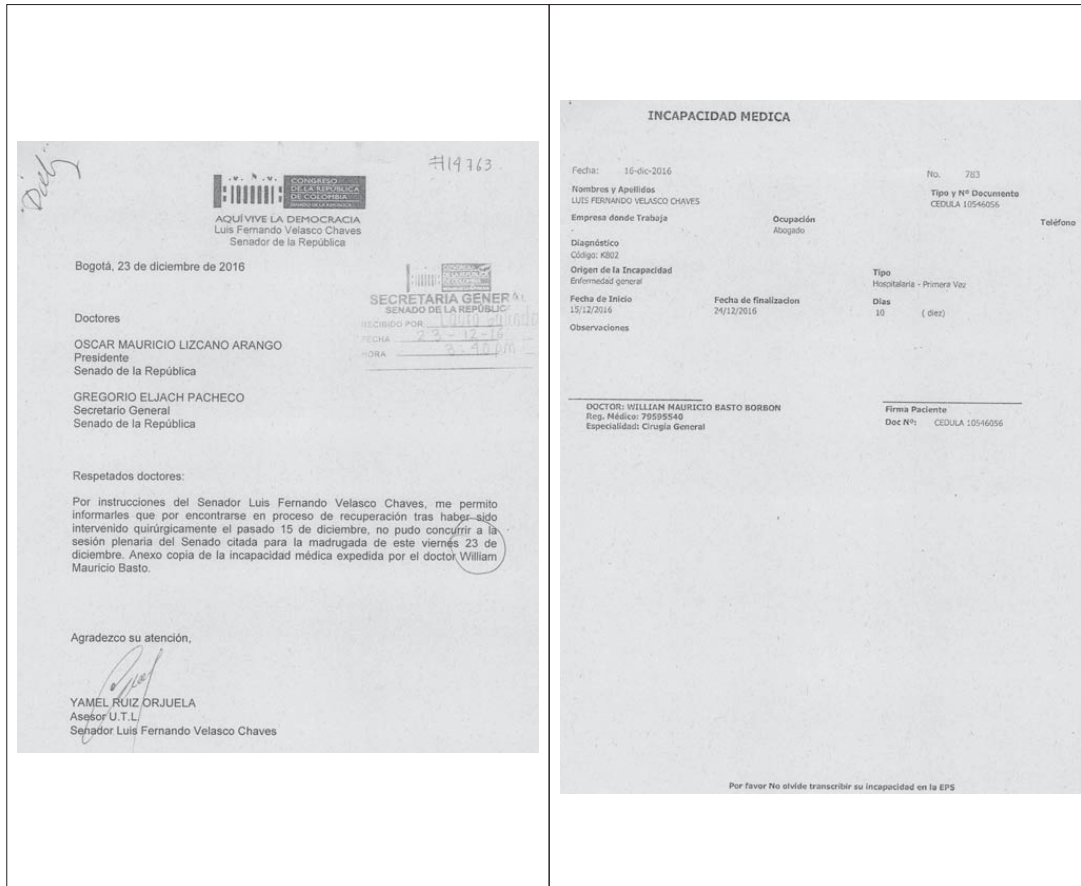 #19763
CONGRESO
DE LA REPÚBLICA
DE COLOMBIA
AQUÍ VIVE LA DEMOCRACIA
Luis Fernando Velasco Chaves
Senador de la República
Bogotá, 23 de diciembre de 2016
SECRETARIA GENERAL
SENADO DE LA REPÚBLIC
RECIBIDO POR:
FECHA 23-12-16
HORA 3:40 pm
Doctores
OSCAR MAURICIO LIZCANO ARANGO
Presidente
Senado de la República
GREGORIO ELJACH PACHECO
Secretario General
Senado de la República
Respetados doctores:
Por instrucciones del Senador Luis Fernando Velasco Chaves, me permito
informarles que por encontrarse en proceso de recuperación tras haber sido
intervenido quirúrgicamente el pasado 15 de diciembre, no pudo concurrir a la
sesión plenaria del Senado citada para la madrugada de este viernes 23 de
diciembre. Anexo copia de la incapacidad médica expedida por el doctor William
Mauricio Basto.
Agradezco su atención,
YAMEL RUIZ ORJUELA
Asesor U.T.L
Senador Luis Fernando Velasco Chaves
INCAPACIDAD MEDICA
Fecha: 16-dic-2016 No. 783
Nombres y Apellidos Tipo y Nº Documento
LUIS FERNANDO VELASCO CHAVES CEDULA 10546056
Empresa donde Trabaja Ocupación Teléfono
Abogado
Diagnóstico
Código: K802
Origen de la Incapacidad Tipo
Enfermedad general Hospitalaria - Primera Vez
Fecha de Inicio Fecha de finalizacion Dias
15/12/2016 24/12/2016 10 ( diez)
Observaciones
DOCTOR: WILLIAM MAURICIO BASTO BORBON Firma Paciente
Reg. Médico: 79595540 Doc Nº: CEDULA 10546056
Especialidad: Cirugía General
Por favor No olvide transcribir su incapacidad en la EPS